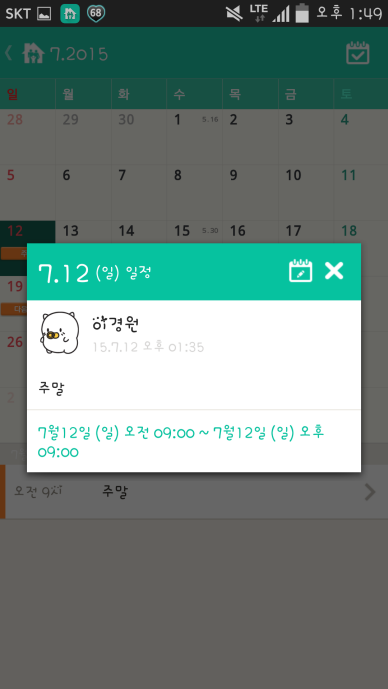 SKT 68 LTE 오후 1:49
7.2015
일 월 화 수 목 금 토
28 29 30 1 5.16 2 3 4
5 6 7 8 9 10 11
12 13 14 15 5.30 16 17 18
7.12 (일) 일정
19
이경원
15.7.12 오후 01:35
26
주말
2
7월12일 (일) 오전 09:00 ~ 7월12일 (일) 오후
09:00
오전 9시 주말